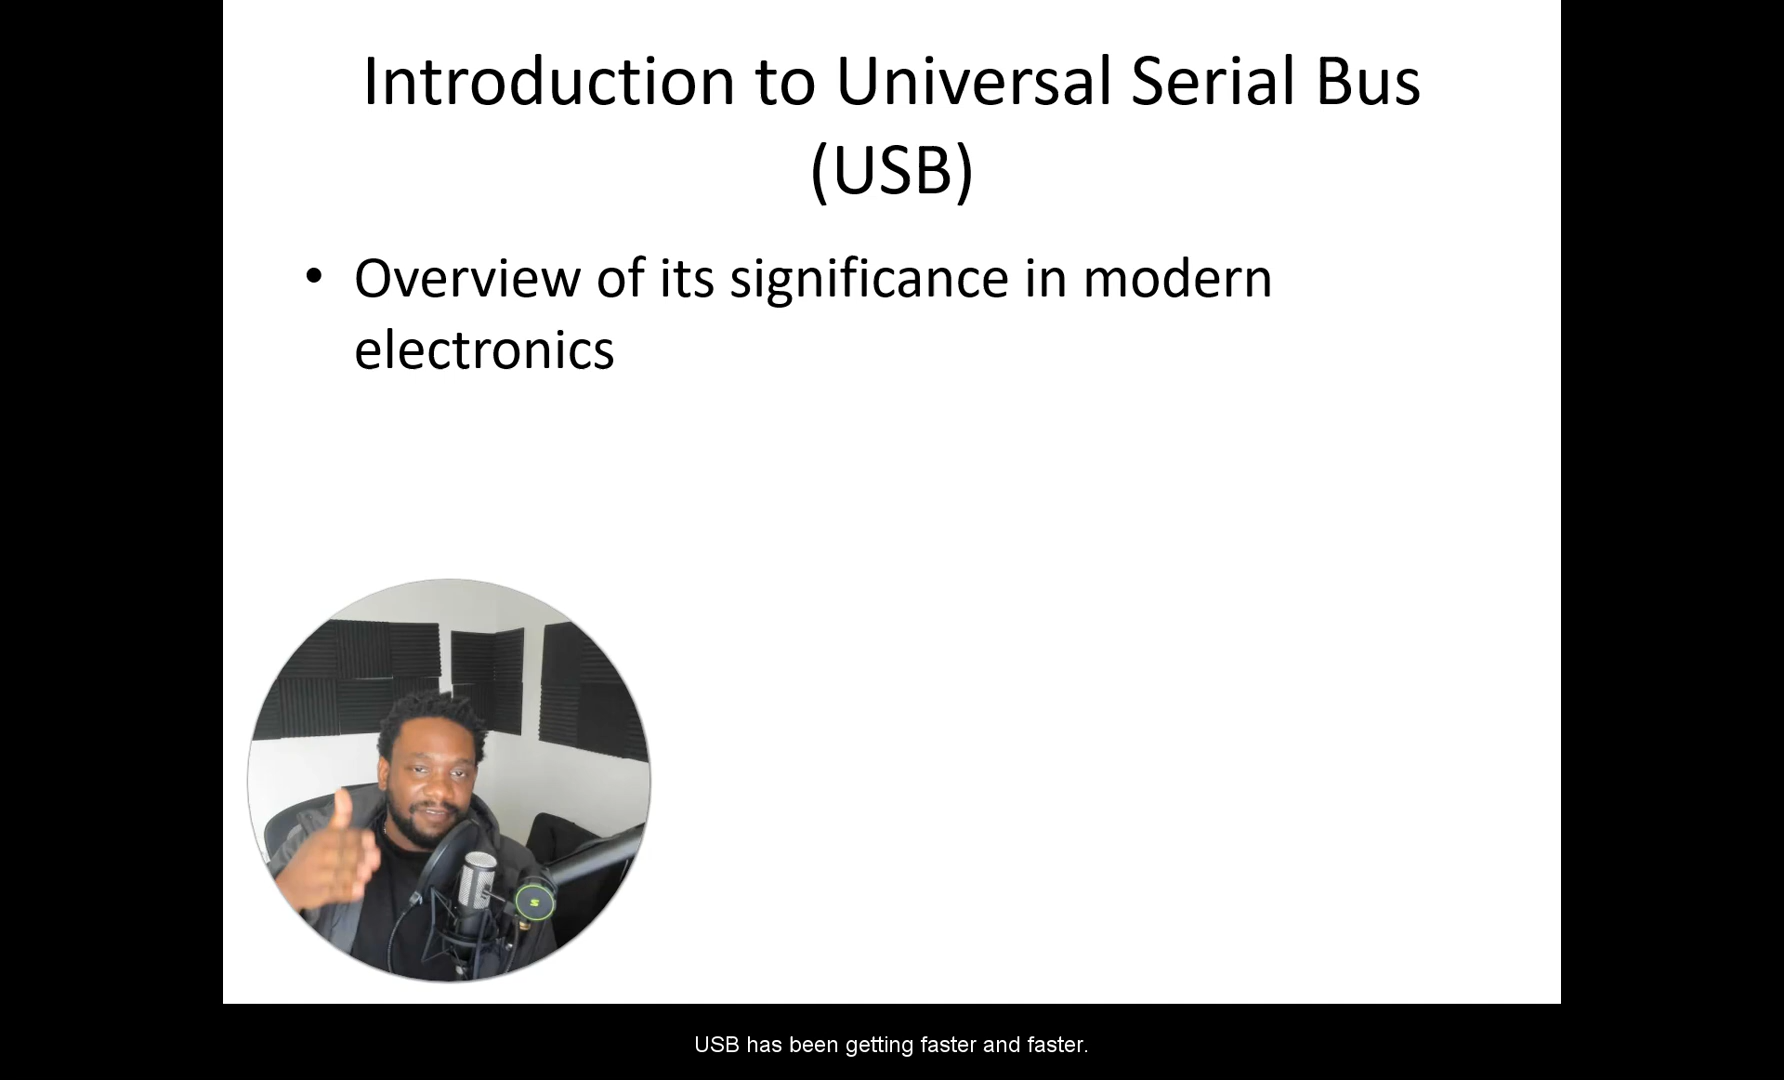 Introduction to Universal Serial Bus
(USB)
• Overview of its significance in modern
electronics
USB has been getting faster and faster.